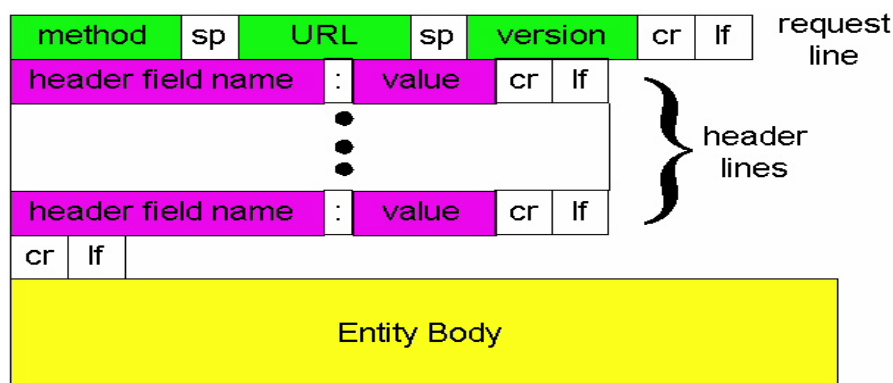 method sp URL sp version cr lf request line
header field name : value cr lf
header lines
header field name : value cr lf
cr lf
Entity Body